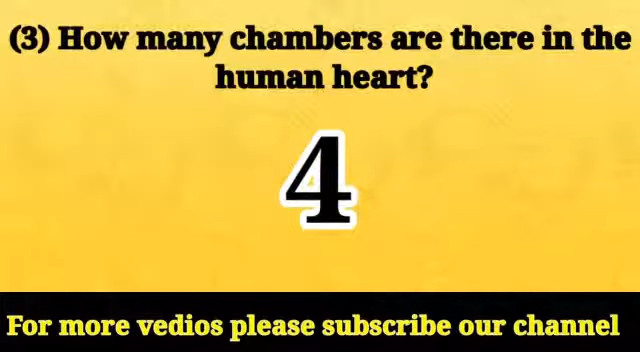 (3) How many chambers are there in the
human heart?
4
For more vedios please subscribe our channel